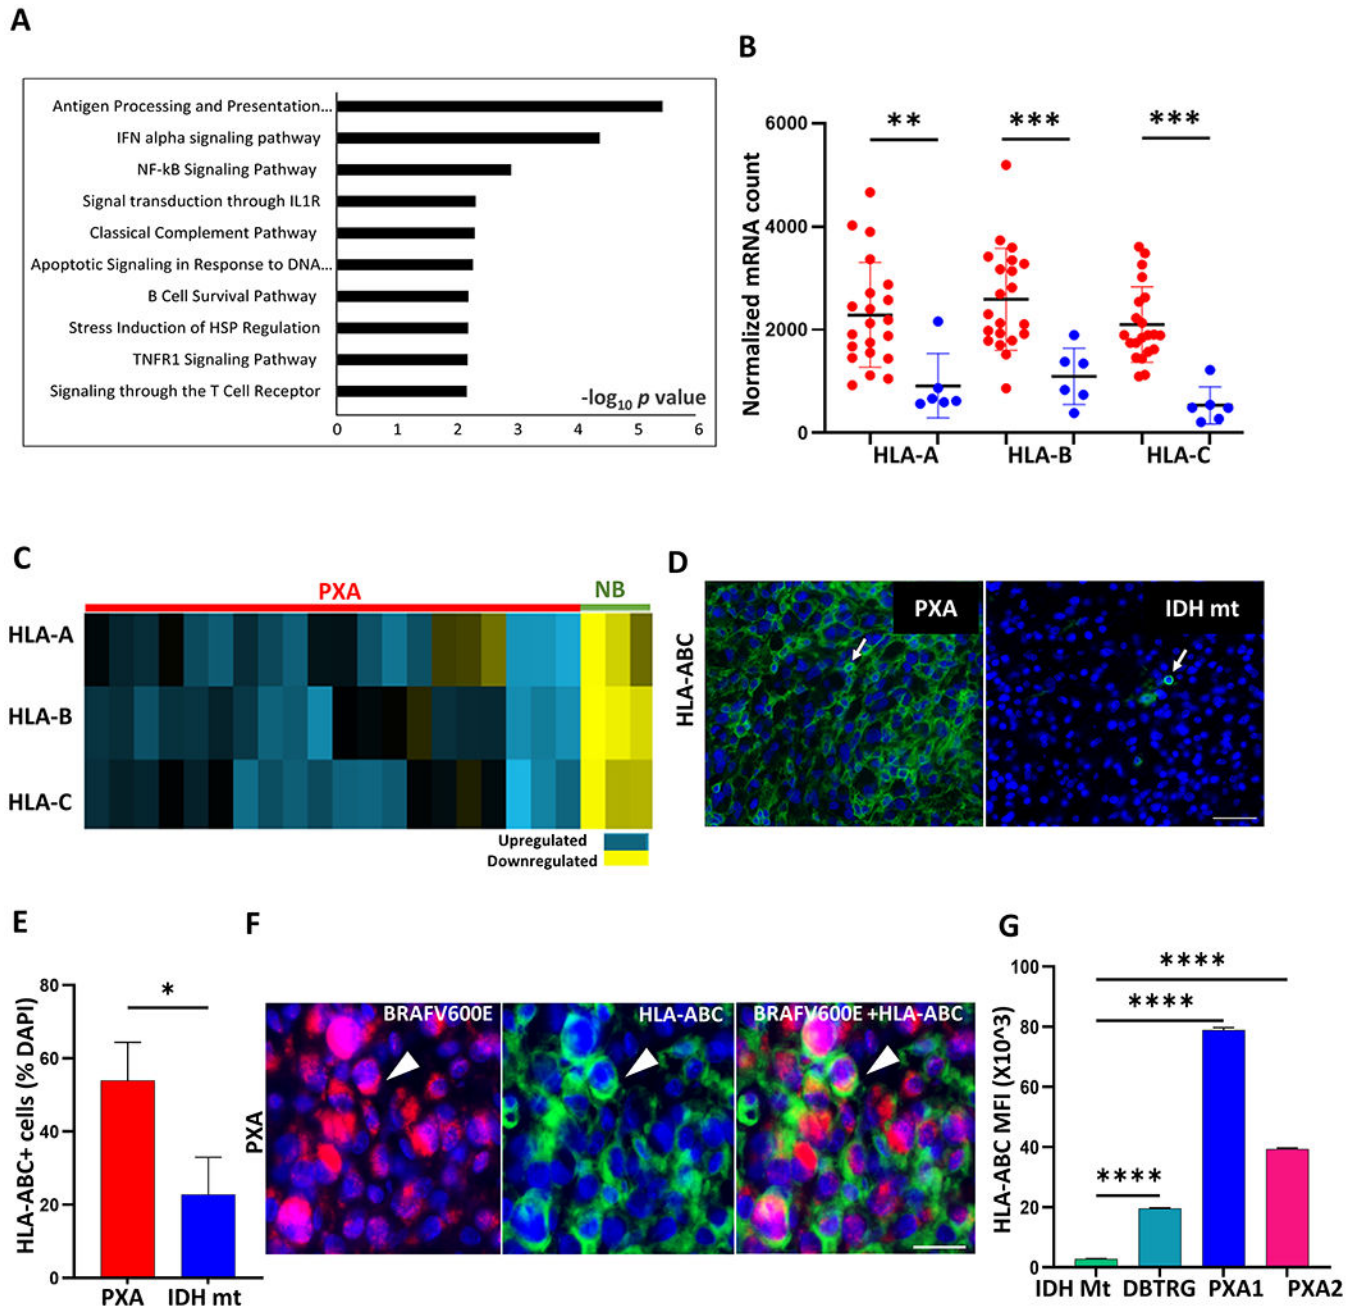 A
Antigen Processing and Presentation...
IFN alpha signaling pathway
NF-kB Signaling Pathway
Signal transduction through IL1R
Classical Complement Pathway
Apoptotic Signaling in Response to DNA...
B Cell Survival Pathway
Stress Induction of HSP Regulation
TNFR1 Signaling Pathway
Signaling through the T Cell Receptor
-log10 p value
0 1 2 3 4 5 6
B
Normalized mRNA count
6000
4000
2000
0
** *** ***
HLA-A HLA-B HLA-C
C
PXA NB
HLA-A
HLA-B
HLA-C
Upregulated
Downregulated
D
HLA-ABC
PXA IDH mt
E
HLA-ABC+ cells (% DAPI)
80
60
40
20
0
*
PXA IDH mt
F
PXA
BRAFV600E HLA-ABC BRAFV600E +HLA-ABC
G
HLA-ABC MFI (X10^3)
100
80
60
40
20
0
****
****
****
IDH Mt DBTRG PXA1 PXA2